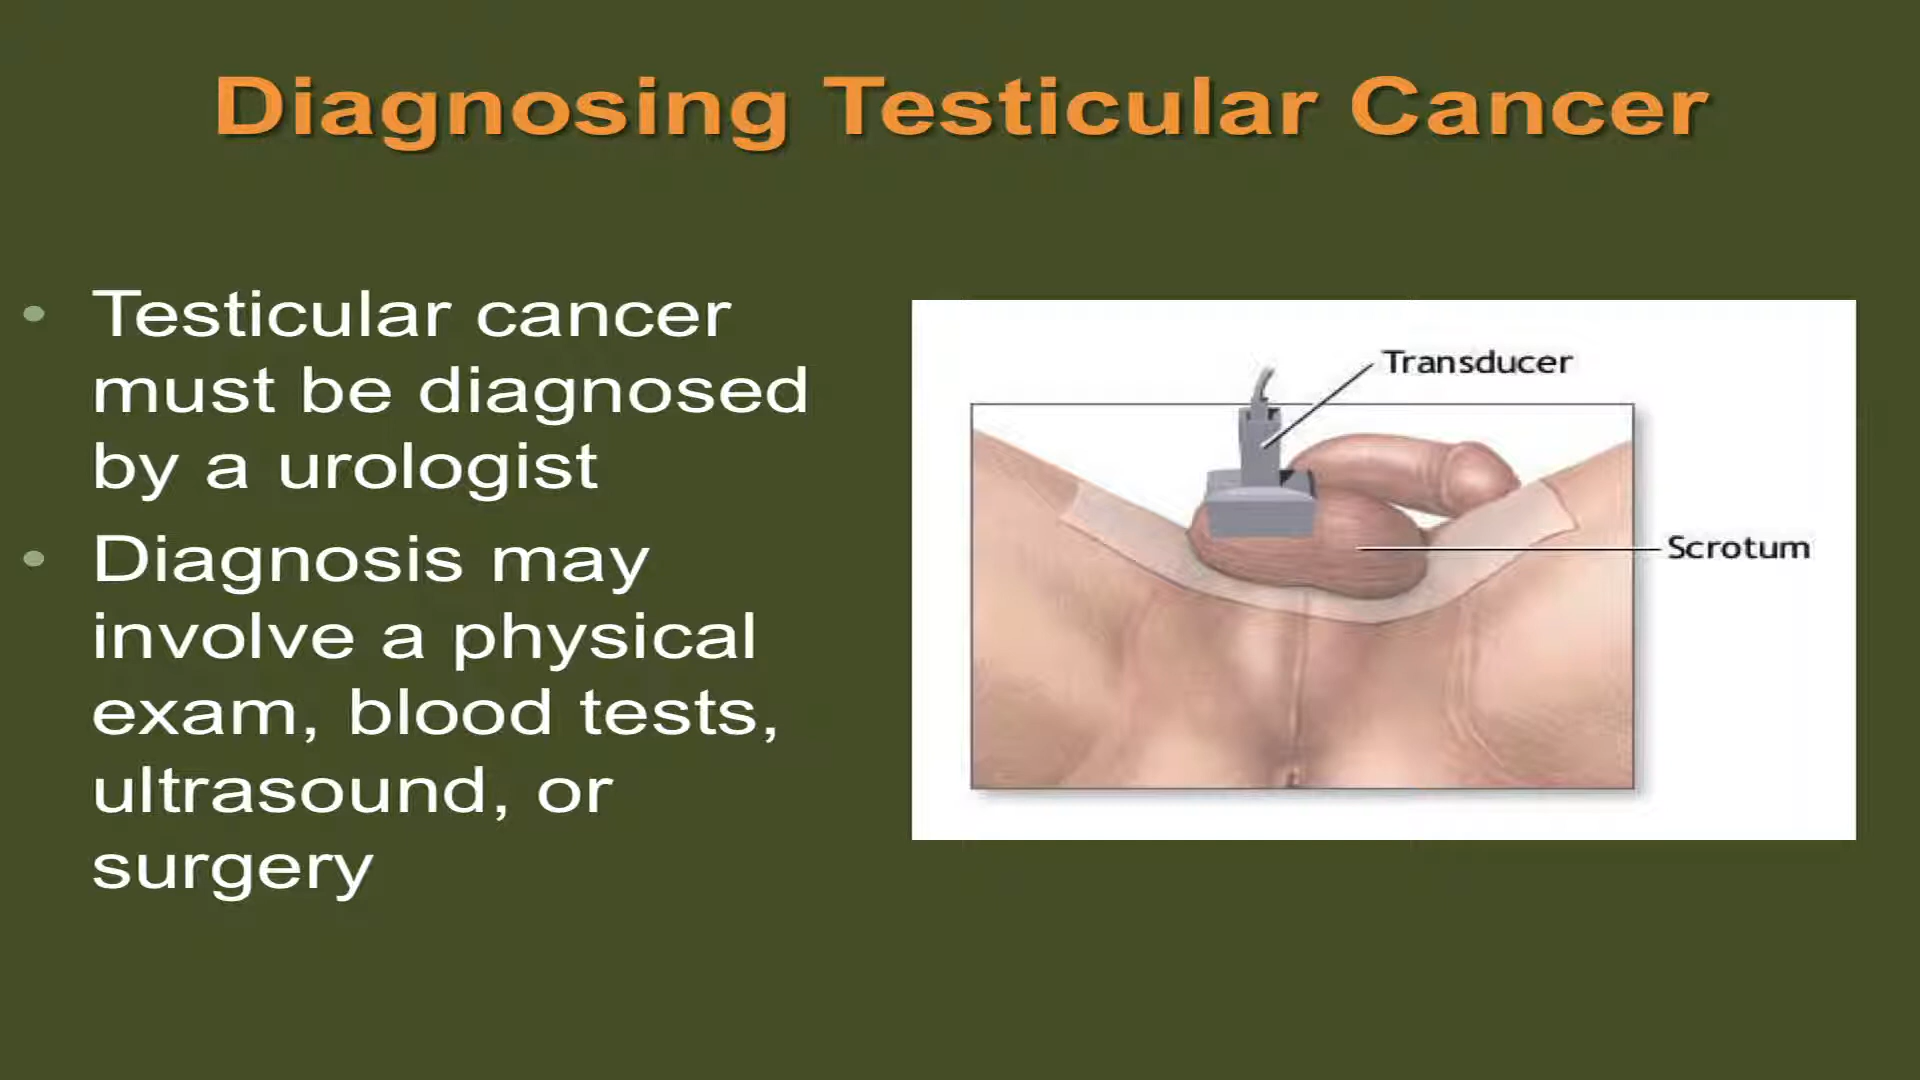 Diagnosing Testicular Cancer
• Testicular cancer
must be diagnosed
by a urologist
• Diagnosis may
involve a physical
exam, blood tests,
ultrasound, or
surgery
Transducer
Scrotum